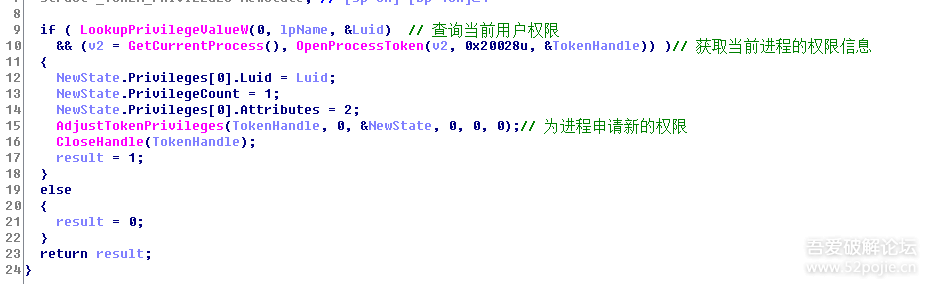 8
9 if ( LookupPrivilegeValueW(0, lpName, &Luid) // 查询当前用户权限
10 && (v2 = GetCurrentProcess(), OpenProcessToken(v2, 0x20028u, &TokenHandle)) )// 获取当前进程的权限信息
11 {
12 NewState.Privileges[0].Luid = Luid;
13 NewState.PrivilegeCount = 1;
14 NewState.Privileges[0].Attributes = 2;
15 AdjustTokenPrivileges(TokenHandle, 0, &NewState, 0, 0, 0);// 为进程申请新的权限
16 CloseHandle(TokenHandle);
17 result = 1;
18 }
19 else
20 {
21 result = 0;
22 }
23 return result;
24 }
吾爱破解论坛
www.52pojie.cn